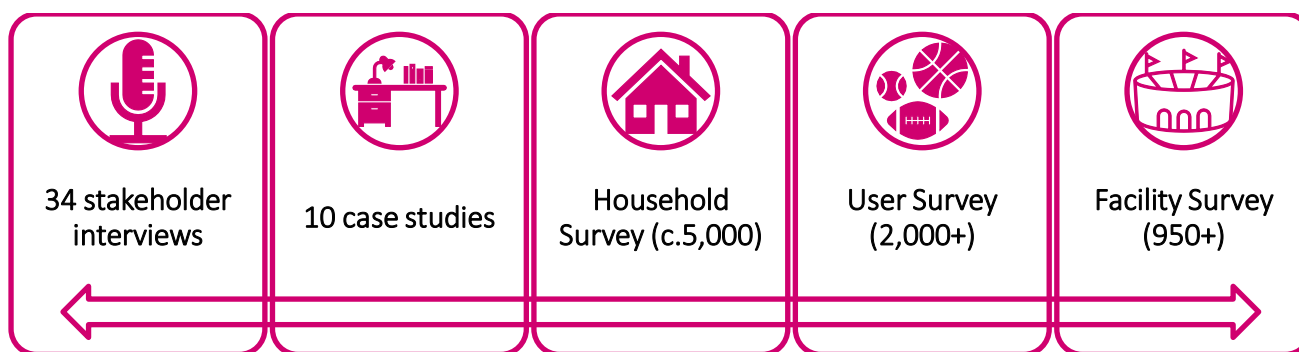 34 stakeholder
interviews
10 case studies
Household
Survey (c.5,000)
User Survey
(2,000+)
Facility Survey
(950+)